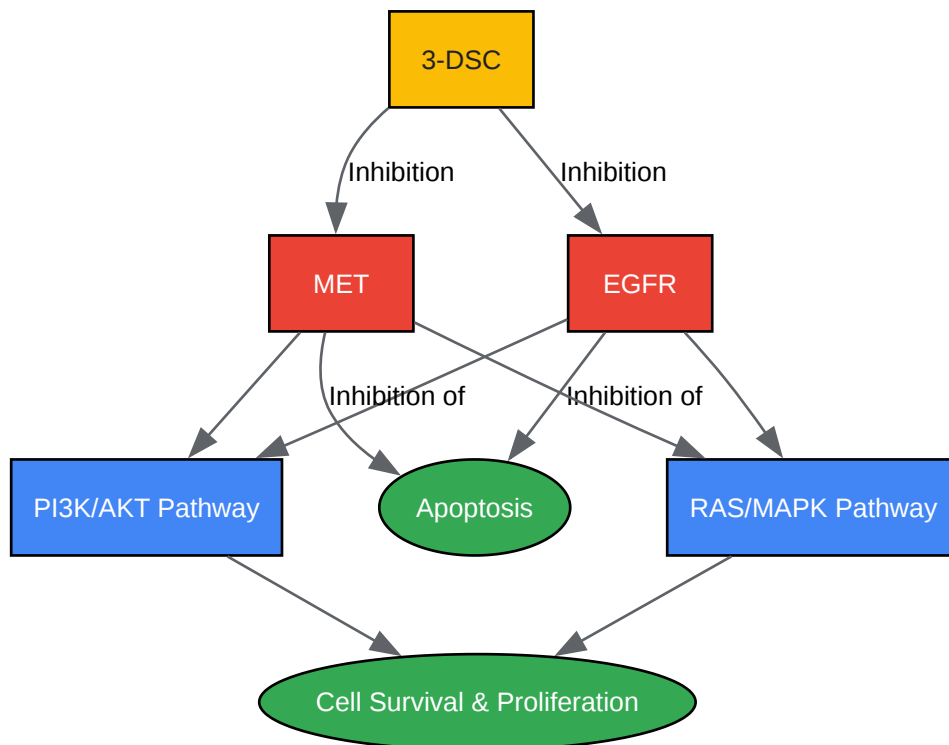 3-DSC
Inhibition
Inhibition
MET
EGFR
Inhibition of
Inhibition of
PI3K/AKT Pathway
Apoptosis
RAS/MAPK Pathway
Cell Survival & Proliferation